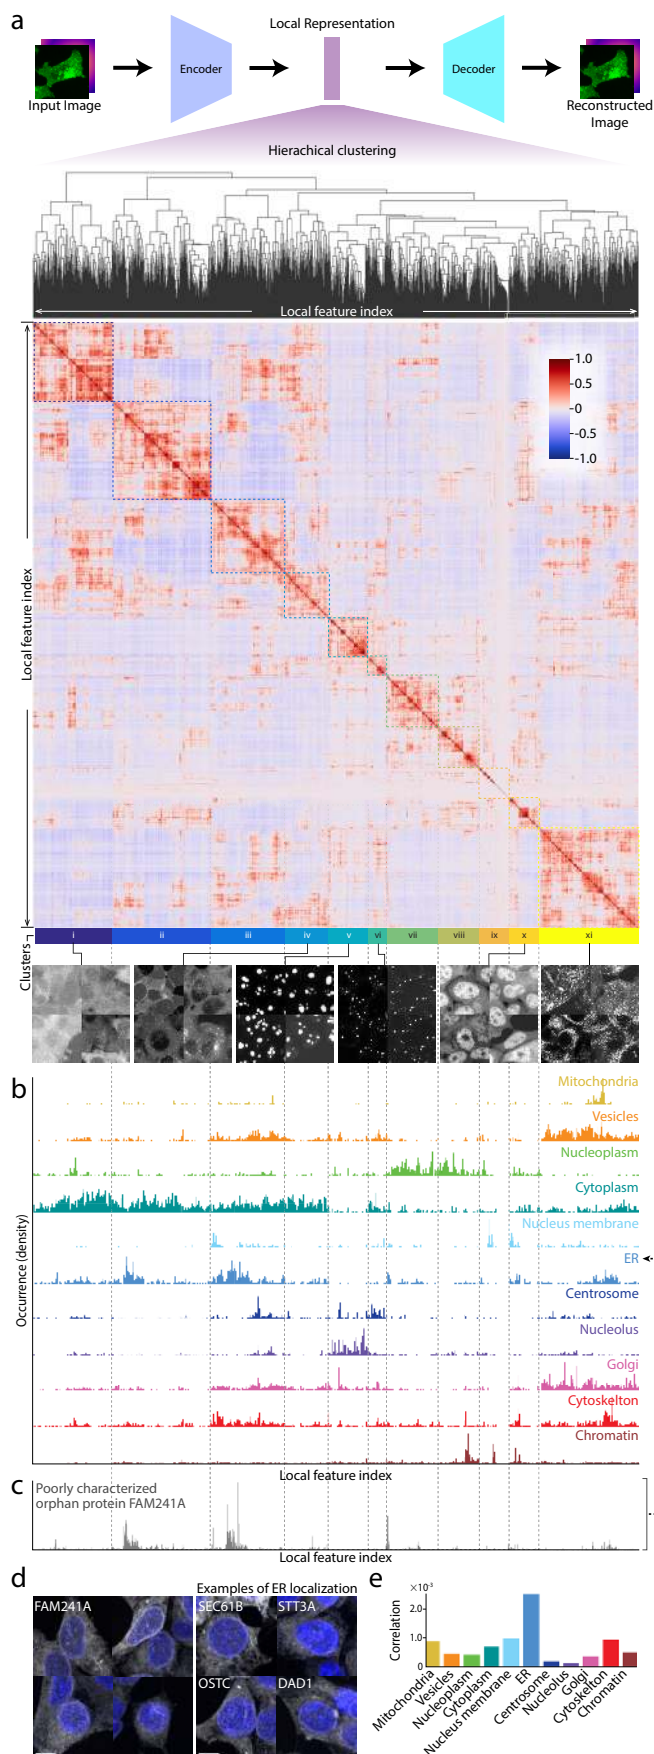 a
Local Representation
Encoder
Decoder
Input Image
Reconstructed
Image
Hierachical clustering
Local feature index
1.0
0.5
0
-0.5
-1.0
Local feature index
Clusters
i
ii
iii
iv
v
vi
vii
viii
ix
x
xi
b
Mitochondria
Vesicles
Nucleoplasm
Cytoplasm
Nucleus membrane
ER
Centrosome
Nucleolus
Golgi
Cytoskelton
Chromatin
Occurrence (density)
Local feature index
c
Poorly characterized
orphan protein FAM241A
Local feature index
d
Examples of ER localization
FAM241A
SEC61B
STT3A
OSTC
DAD1
e
×10⁻³
2.0
1.0
0
Correlation
Mitochondria
Vesicles
Nucleoplasm
Cytoplasm
Nucleus membrane
ER
Centrosome
Nucleolus
Golgi
Cytoskelton
Chromatin